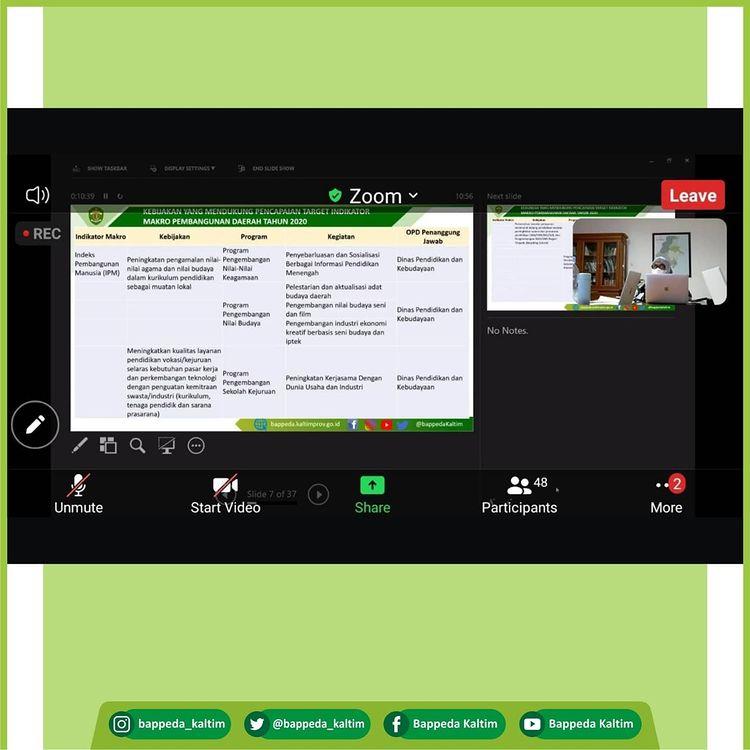 SHOW TASKBAR
DISPLAY SETTINGS
END SLIDE SHOW
0:10:39
Zoom
10:56
Next slide
Leave
REC
KEBIJAKAN YANG MENDUKUNG PENCAPAIAN TARGET INDIKATOR
MAKRO PEMBANGUNAN DAERAH TAHUN 2020
Indikator Makro
Kebijakan
Program
Kegiatan
OPD Penanggung
Jawab
Indeks
Pembangunan
Manusia (IPM)
Peningkatan pengamalan nilai-
nilai agama dan nilai budaya
dalam kurikulum pendidikan
sebagai muatan lokal
Program
Pengembangan
Nilai-Nilai
Keagamaan
Penyebarluasan dan Sosialisasi
Berbagai Informasi Pendidikan
Menengah
Dinas Pendidikan dan
Kebudayaan
Program
Pengembangan
Nilai Budaya
Pelestarian dan aktualisasi adat
budaya daerah
Pengembangan nilai budaya seni
dan film
Pengembangan industri ekonomi
kreatif berbasis seni budaya dan
iptek
Dinas Pendidikan dan
Kebudayaan
Meningkatkan kualitas layanan
pendidikan vokasi/kejuruan
selaras kebutuhan pasar kerja
dan perkembangan teknologi
dengan penguatan kemitraan
swasta/industri (kurikulum,
tenaga pendidik dan sarana
prasarana)
Program
Pengembangan
Sekolah Kejuruan
Peningkatan Kerjasama Dengan
Dunia Usaha dan Industri
Dinas Pendidikan dan
Kebudayaan
bappeda.kaltimprov.go.id
@bappedaKaltim
No Notes.
Slide 7 of 37
Unmute
Start Video
Share
48
Participants
2
More
bappeda_kaltim
@bappeda_kaltim
Bappeda Kaltim
Bappeda Kaltim